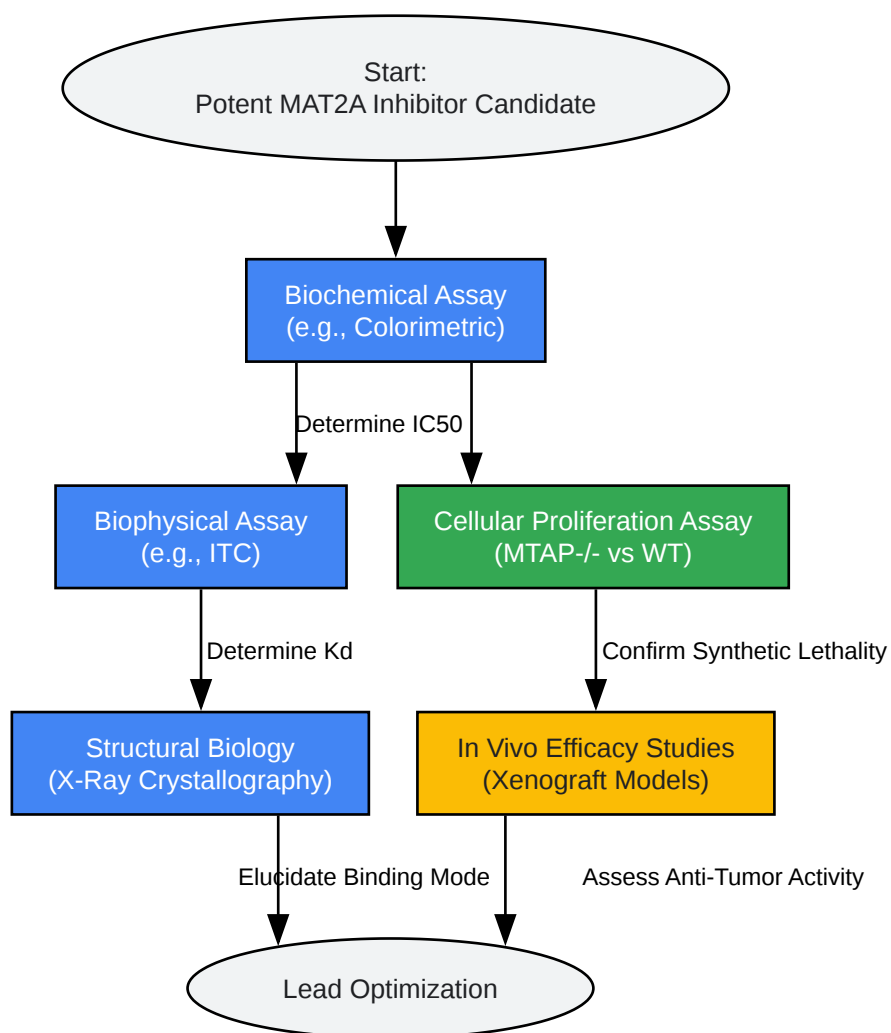 Start:
Potent MAT2A Inhibitor Candidate
Biochemical Assay
(e.g., Colorimetric)
Determine IC50
Biophysical Assay
(e.g., ITC)
Cellular Proliferation Assay
(MTAP-/- vs WT)
Determine Kd
Confirm Synthetic Lethality
Structural Biology
(X-Ray Crystallography)
In Vivo Efficacy Studies
(Xenograft Models)
Elucidate Binding Mode
Assess Anti-Tumor Activity
Lead Optimization